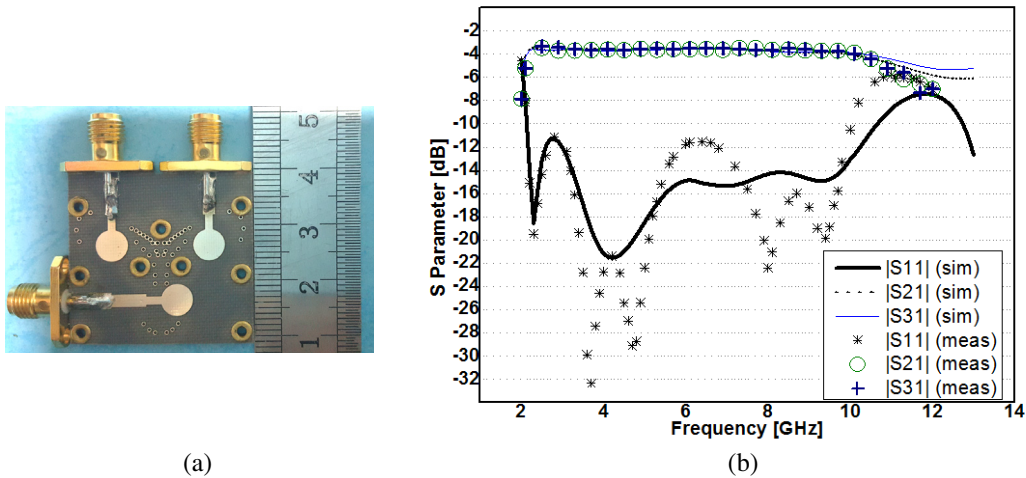 5
4
3
2
1
-2
-4
-6
-8
-10
-12
-14
-16
-18
-20
-22
-24
-26
-28
-30
-32
S Parameter [dB]
|S11| (sim)
|S21| (sim)
|S31| (sim)
|S11| (meas)
|S21| (meas)
|S31| (meas)
2 4 6 8 10 12 14
Frequency [GHz]
(a)
(b)